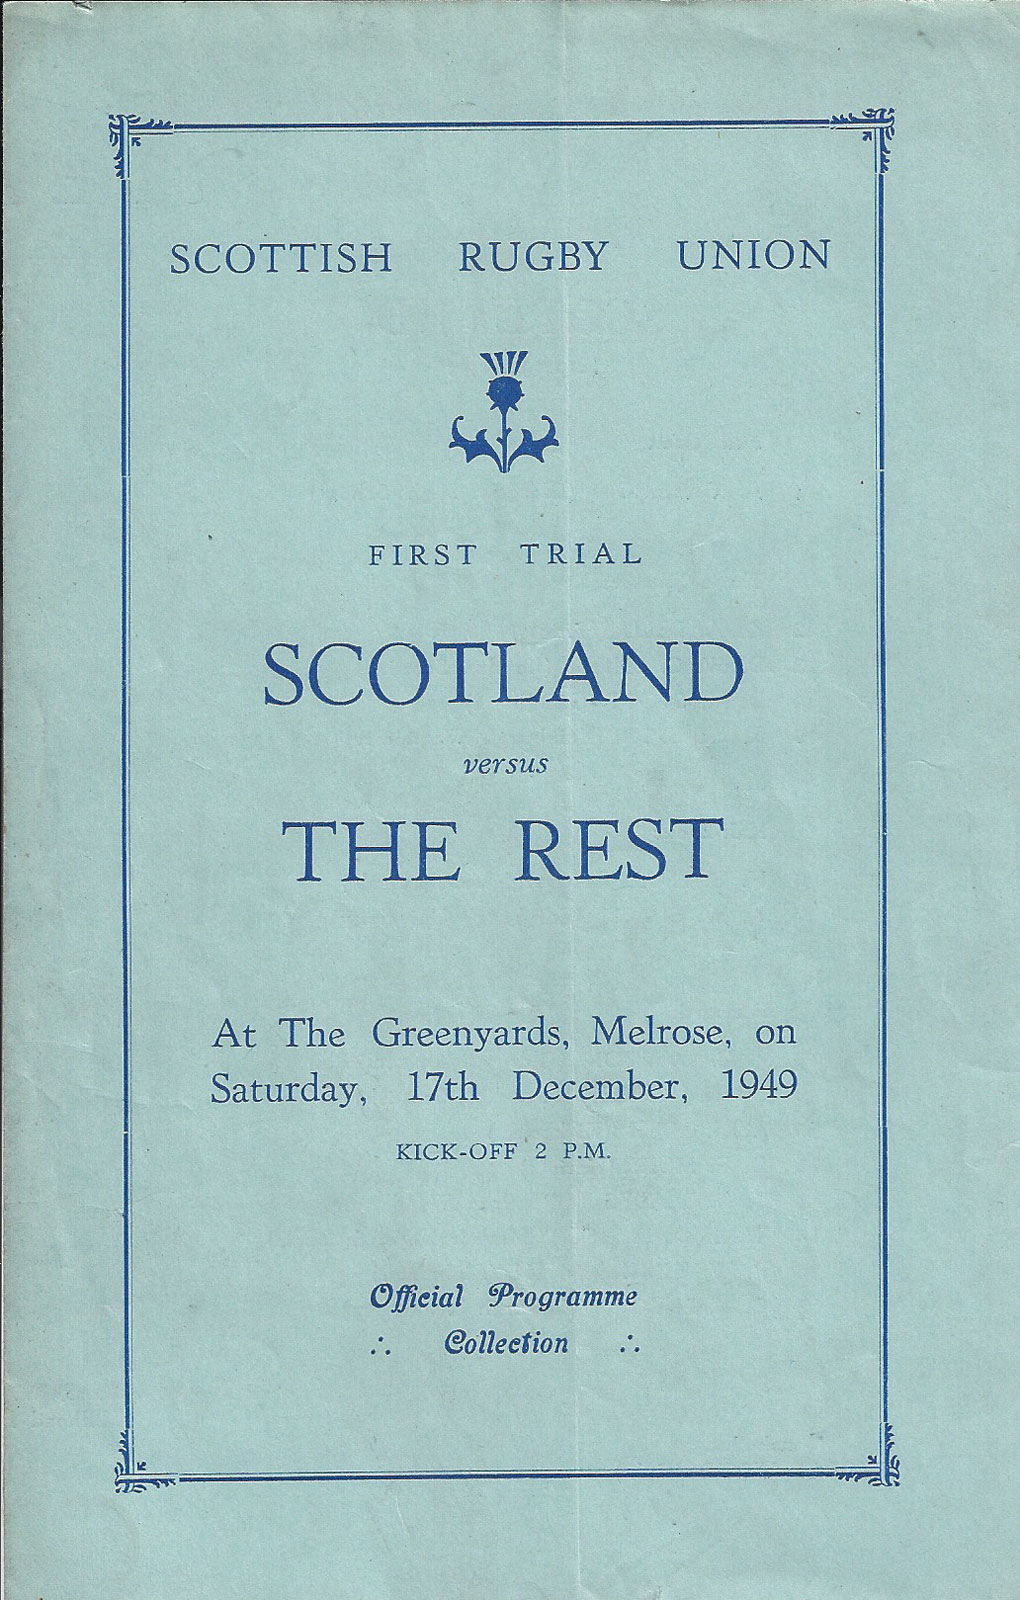 SCOTTISH RUGBY UNION
FIRST TRIAL
SCOTLAND
versus
THE REST
At The Greenyards, Melrose, on
Saturday, 17th December, 1949
KICK-OFF 2 P.M.
Official Programme
∴ Collection ∴